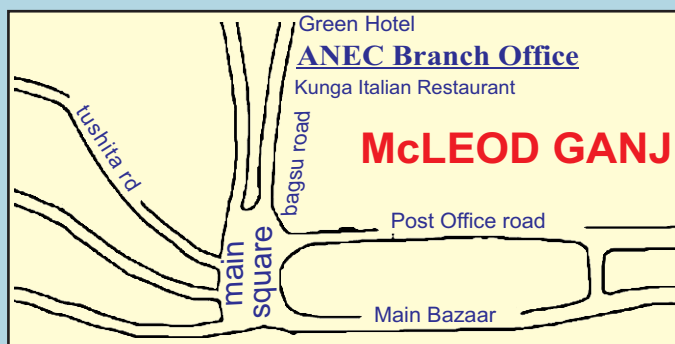 Green Hotel
ANEC Branch Office
Kunga Italian Restaurant
McLEOD GANJ
tushita rd
bagsu road
Post Office road
main
square
Main Bazaar